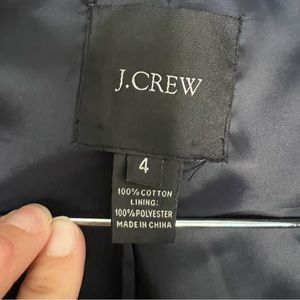 J.CREW
4
100% COTTON
LINING:
100% POLYESTER
MADE IN CHINA